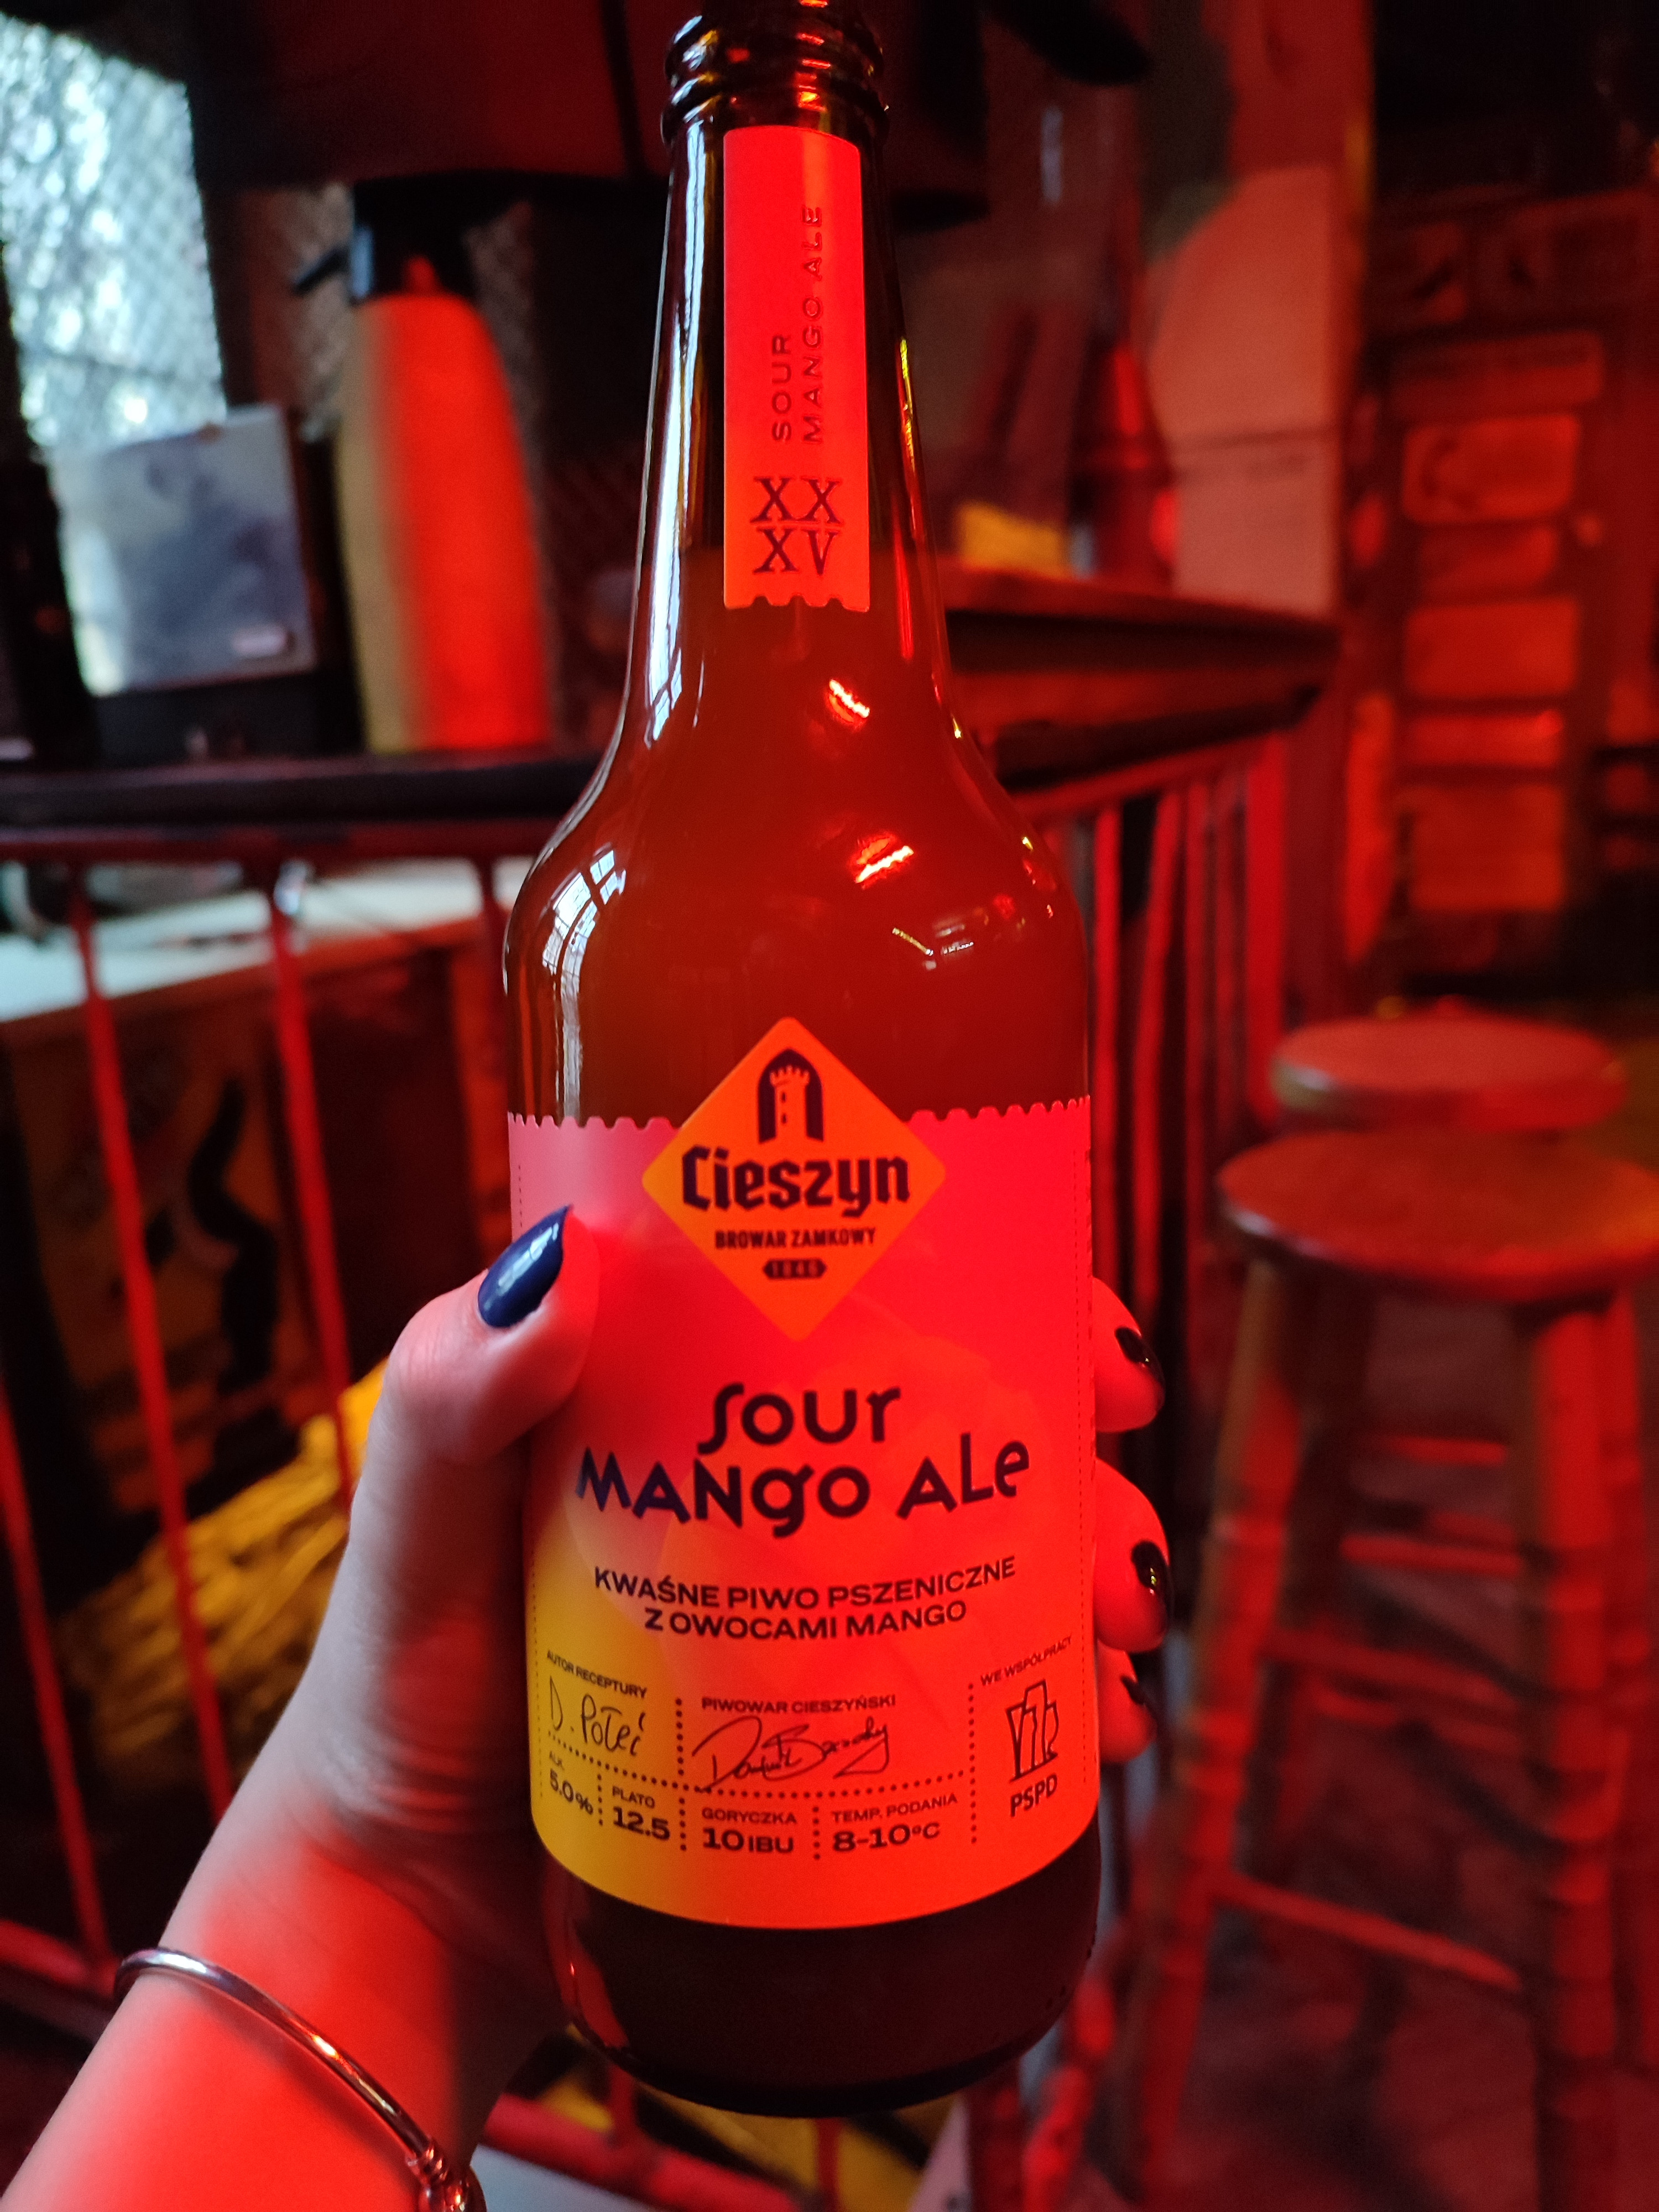 SOUR
MANGO ALE
XX
XV
Cieszyn
BROWAR ZAMKOWY
1846
Sour
MANgo ALe
KWAŚNE PIWO PSZENICZNE
Z OWOCAMI MANGO
AUTOR RECEPTURY
D. Połeć
ALK.
5.0%
PLATO
12.5
PIWOWAR CIESZYŃSKI
GORYCZKA
10 IBU
TEMP. PODANIA
8-10°C
WE WSPÓŁPRACY
PSPD